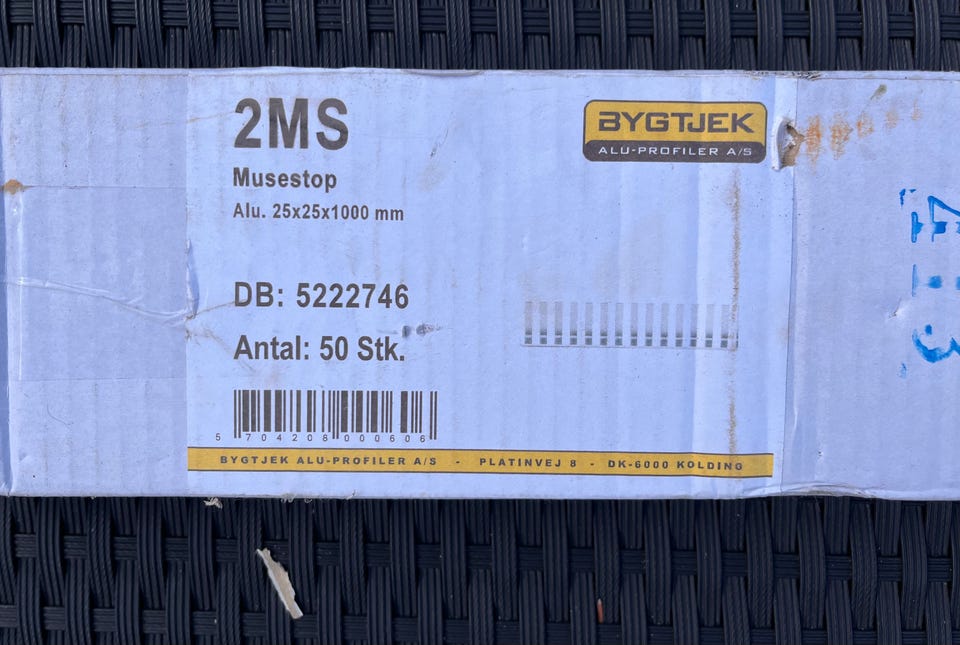 2MS
BYGTJEK
ALU-PROFILER A/S
Musestop
Alu. 25x25x1000 mm
DB: 5222746
Antal: 50 Stk.
5 704208 000606
BYGTJEK ALU-PROFILER A/S - PLATINVEJ 8 - DK-6000 KOLDING